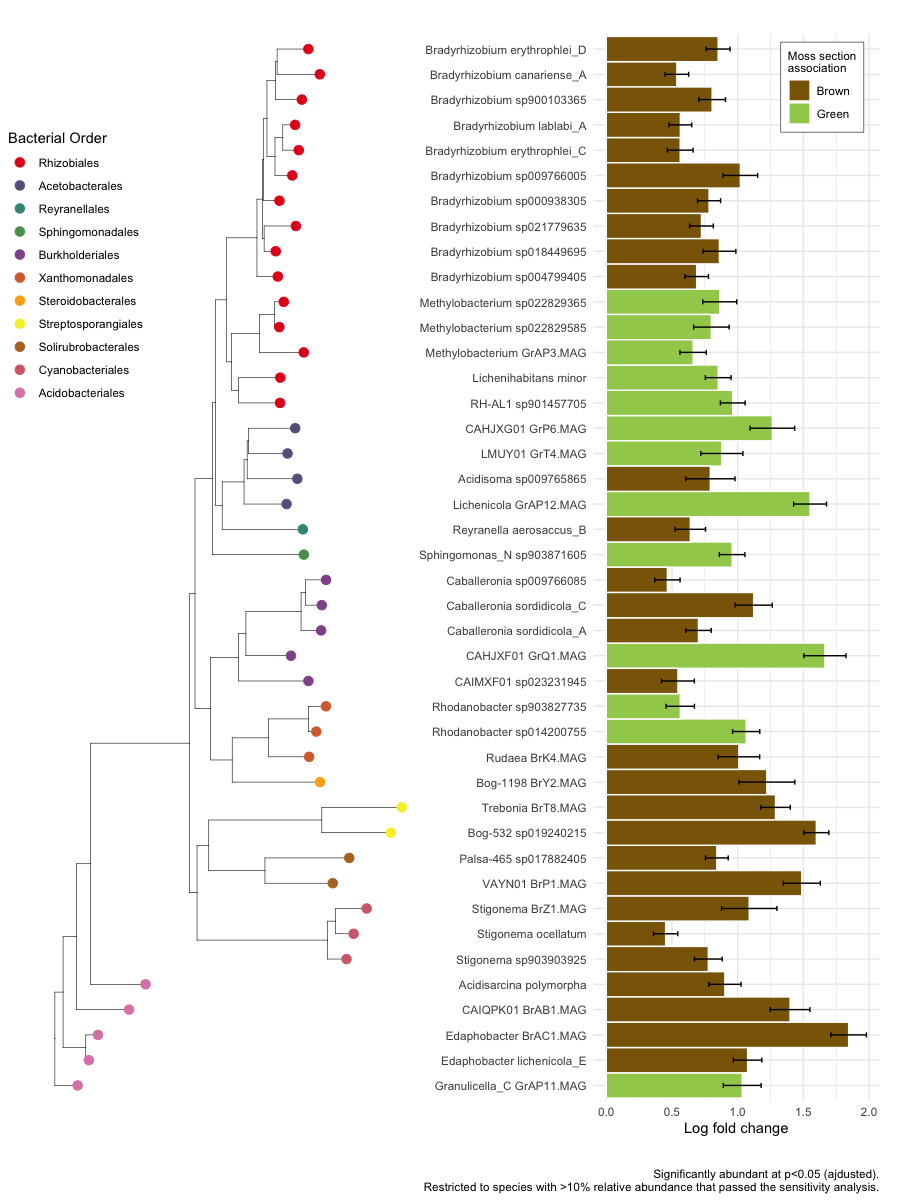 Bacterial Order
Rhizobiales
Acetobacterales
Reyranellales
Sphingomonadales
Burkholderiales
Xanthomonadales
Steroidobacterales
Streptosporangiales
Solirubrobacterales
Cyanobacteriales
Acidobacteriales
Bradyrhizobium erythrophlei_D
Bradyrhizobium canariense_A
Bradyrhizobium sp900103365
Bradyrhizobium lablabi_A
Bradyrhizobium erythrophlei_C
Bradyrhizobium sp009766005
Bradyrhizobium sp000938305
Bradyrhizobium sp021779635
Bradyrhizobium sp018449695
Bradyrhizobium sp004799405
Methylobacterium sp022829365
Methylobacterium sp022829585
Methylobacterium GrAP3.MAG
Lichenihabitans minor
RH-AL1 sp901457705
CAHJXG01 GrP6.MAG
LMUY01 GrT4.MAG
Acidisoma sp009765865
Lichenicola GrAP12.MAG
Reyranella aerosaccus_B
Sphingomonas_N sp903871605
Caballeronia sp009766085
Caballeronia sordidicola_C
Caballeronia sordidicola_A
CAHJXF01 GrQ1.MAG
CAIMXF01 sp023231945
Rhodanobacter sp903827735
Rhodanobacter sp014200755
Rudaea BrK4.MAG
Bog-1198 BrY2.MAG
Trebonia BrT8.MAG
Bog-532 sp019240215
Palsa-465 sp017882405
VAYN01 BrP1.MAG
Stigonema BrZ1.MAG
Stigonema ocellatum
Stigonema sp903903925
Acidisarcina polymorpha
CAIQPK01 BrAB1.MAG
Edaphobacter BrAC1.MAG
Edaphobacter lichenicola_E
Granulicella_C GrAP11.MAG
Moss section
association
Brown
Green
0.0 0.5 1.0 1.5 2.0
Log fold change
Significantly abundant at p<0.05 (ajdusted).
Restricted to species with >10% relative abundance that passed the sensitivity analysis.